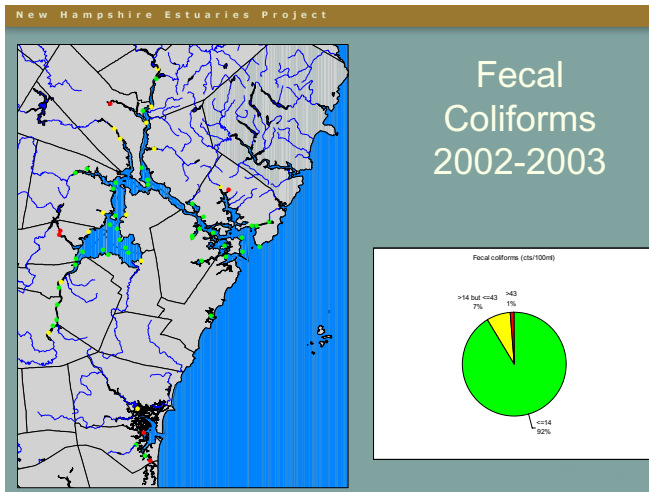 New Hampshire Estuaries Project
Fecal
Coliforms
2002-2003
Fecal coliforms (cts/100ml)
>14 but <=43
7%
>43
1%
<=14
92%